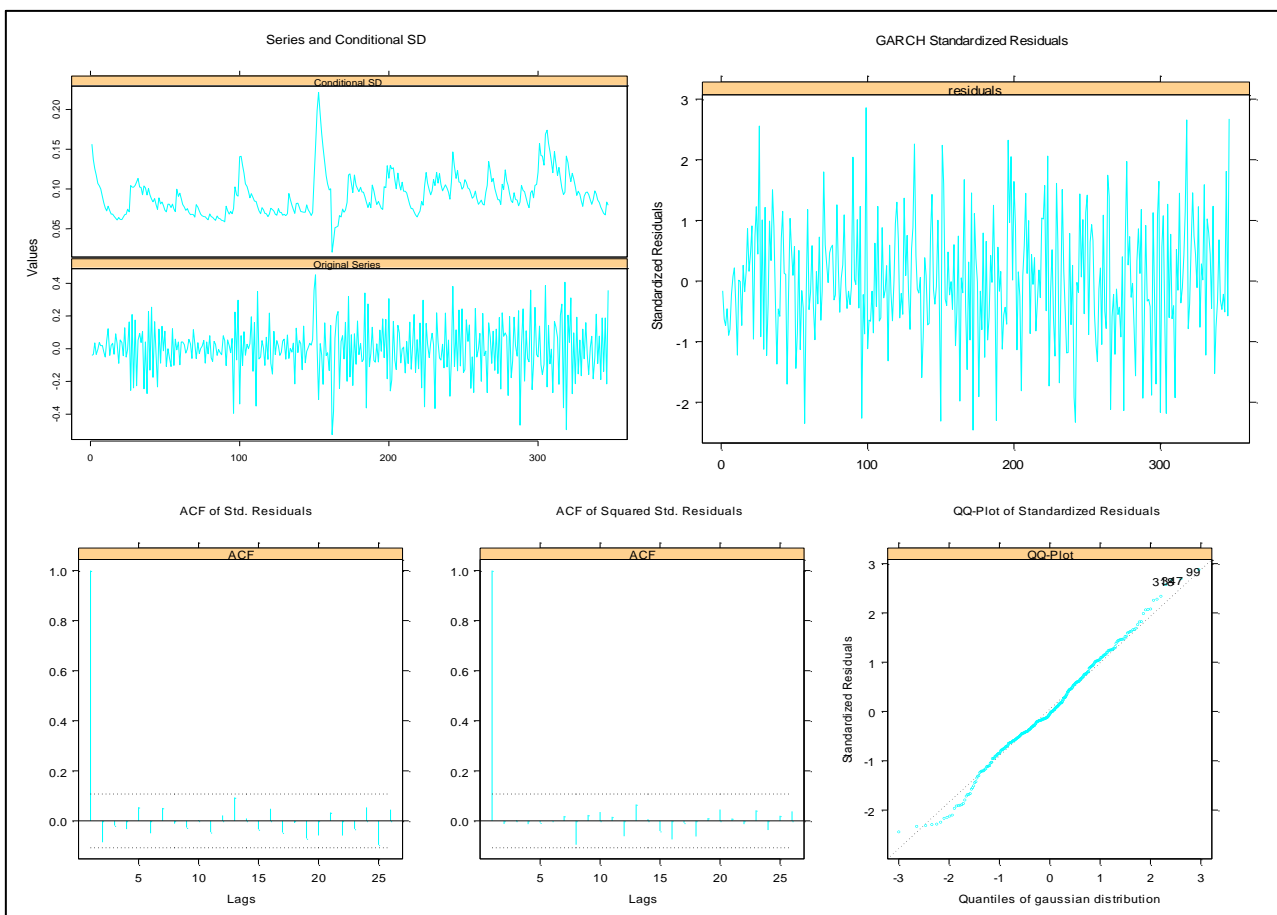 Series and Conditional SD
Conditional SD
0.20
0.15
0.10
0.05
Values
Original Series
0.4
0.2
0.0
-0.2
-0.4
0 100 200 300
GARCH Standardized Residuals
residuals
3
2
1
0
-1
-2
Standardized Residuals
0 100 200 300
ACF of Std. Residuals
ACF
1.0
0.8
0.6
0.4
0.2
0.0
5 10 15 20 25
Lags
ACF of Squared Std. Residuals
ACF
1.0
0.8
0.6
0.4
0.2
0.0
5 10 15 20 25
Lags
QQ-Plot of Standardized Residuals
QQ-Plot
3
2
1
0
-1
-2
Standardized Residuals
347 99
-3 -2 -1 0 1 2 3
Quantiles of gaussian distribution